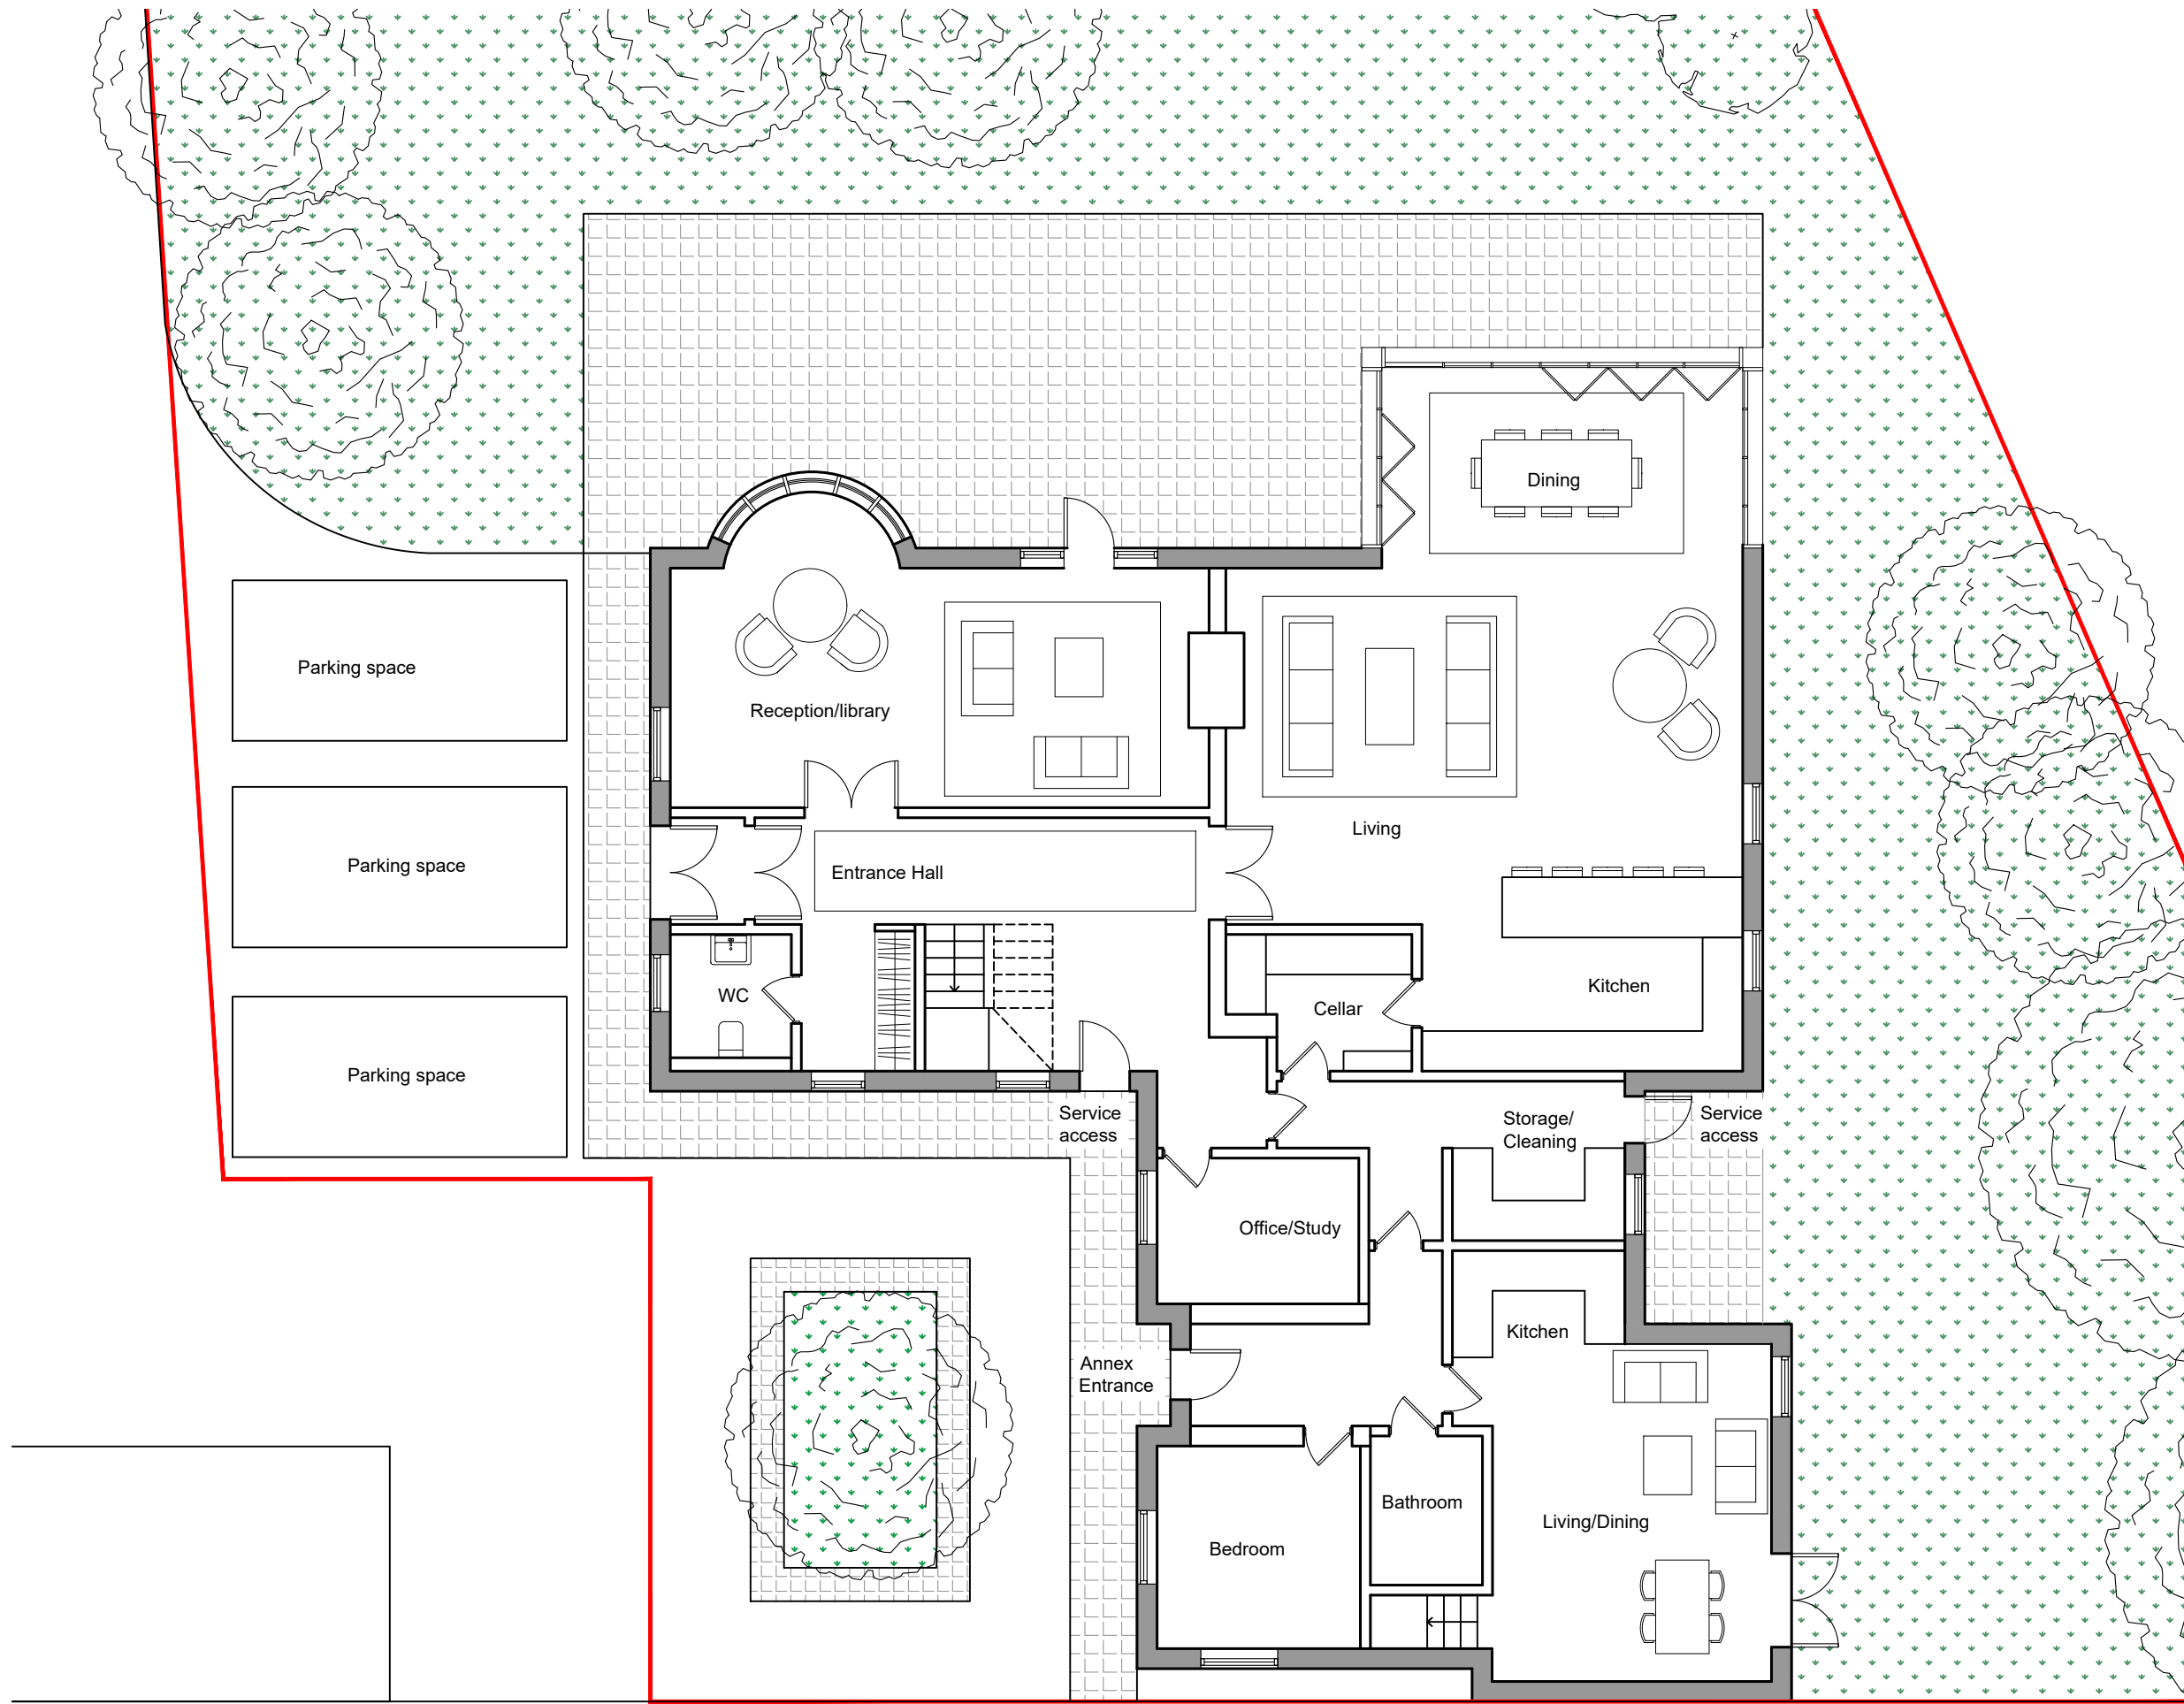 Dining
Parking space
Reception/library
Living
Parking space
Entrance Hall
Kitchen
WC
Cellar
Parking space
Service
access
Storage/
Cleaning
Service
access
Office/Study
Kitchen
Annex
Entrance
Bathroom
Living/Dining
Bedroom